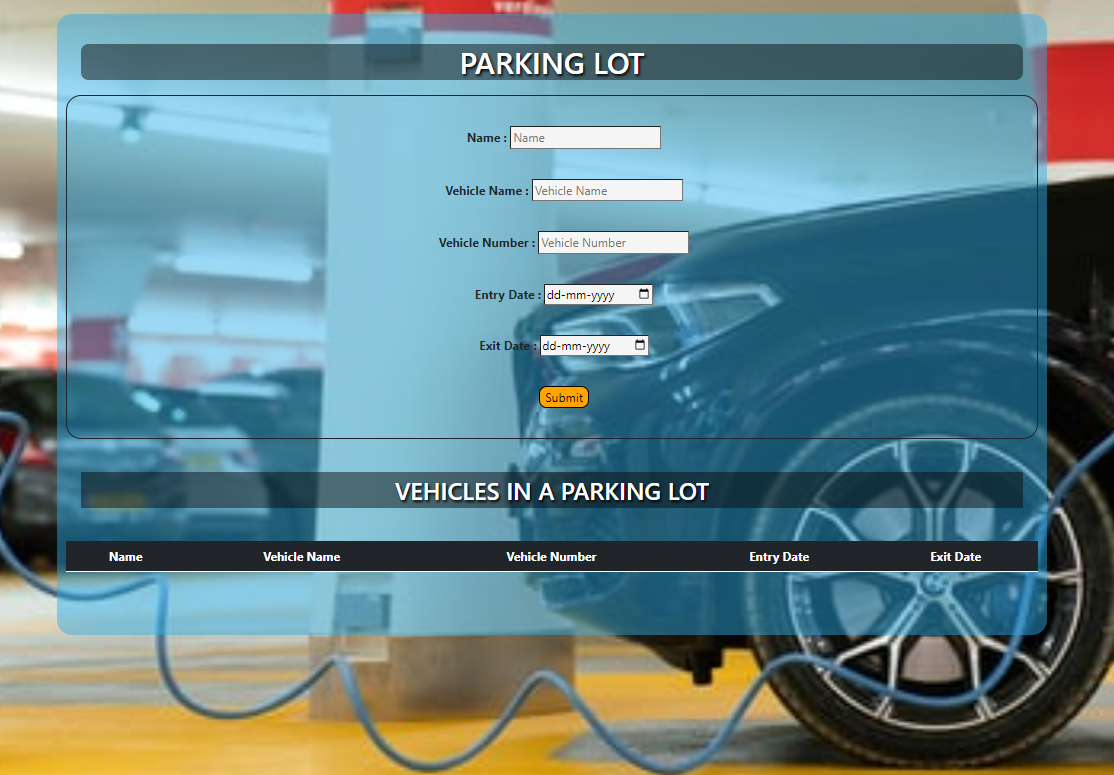 PARKING LOT
Name : Name
Vehicle Name : Vehicle Name
Vehicle Number : Vehicle Number
Entry Date : dd-mm-yyyy
Exit Date : dd-mm-yyyy
Submit
VEHICLES IN A PARKING LOT
Name Vehicle Name Vehicle Number Entry Date Exit Date